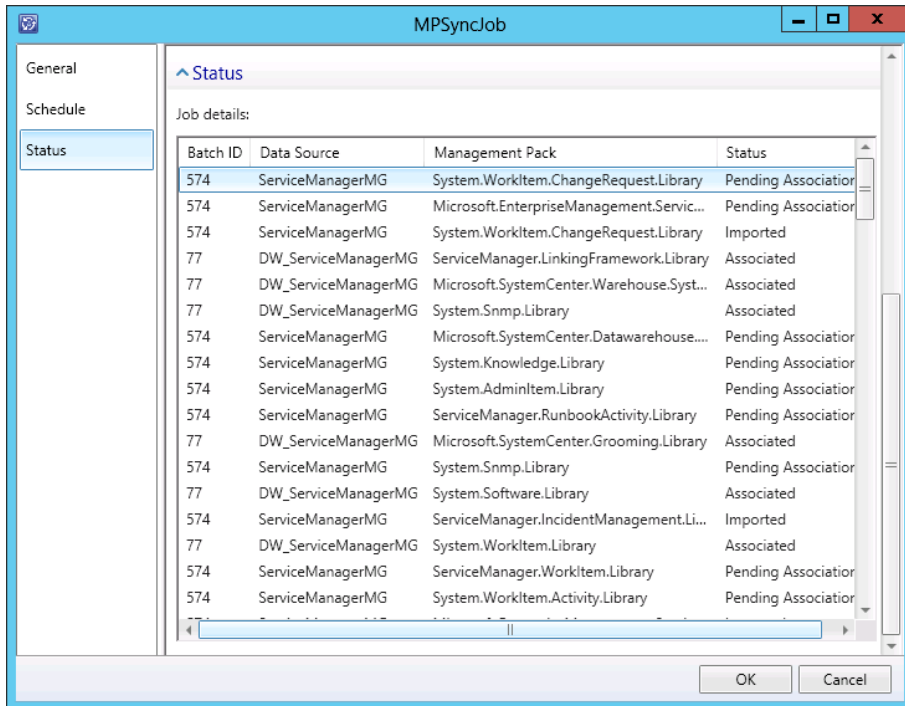 MPSyncJob
General
Schedule
Status
Status
Job details:
Batch ID Data Source Management Pack Status
574 ServiceManagerMG System.WorkItem.ChangeRequest.Library Pending Association
574 ServiceManagerMG Microsoft.EnterpriseManagement.Servic... Pending Association
574 ServiceManagerMG System.WorkItem.ChangeRequest.Library Imported
77 DW_ServiceManagerMG ServiceManager.LinkingFramework.Library Associated
77 DW_ServiceManagerMG Microsoft.SystemCenter.Warehouse.Syst... Associated
77 DW_ServiceManagerMG System.Snmp.Library Associated
574 ServiceManagerMG Microsoft.SystemCenter.Datawarehouse.... Pending Association
574 ServiceManagerMG System.Knowledge.Library Pending Association
574 ServiceManagerMG System.AdminItem.Library Pending Association
574 ServiceManagerMG ServiceManager.RunbookActivity.Library Pending Association
77 DW_ServiceManagerMG Microsoft.SystemCenter.Grooming.Library Associated
574 ServiceManagerMG System.Snmp.Library Pending Association
77 DW_ServiceManagerMG System.Software.Library Associated
574 ServiceManagerMG ServiceManager.IncidentManagement.Li... Imported
77 DW_ServiceManagerMG System.WorkItem.Library Associated
574 ServiceManagerMG ServiceManager.WorkItem.Library Pending Association
574 ServiceManagerMG System.WorkItem.Activity.Library Pending Association
OK Cancel